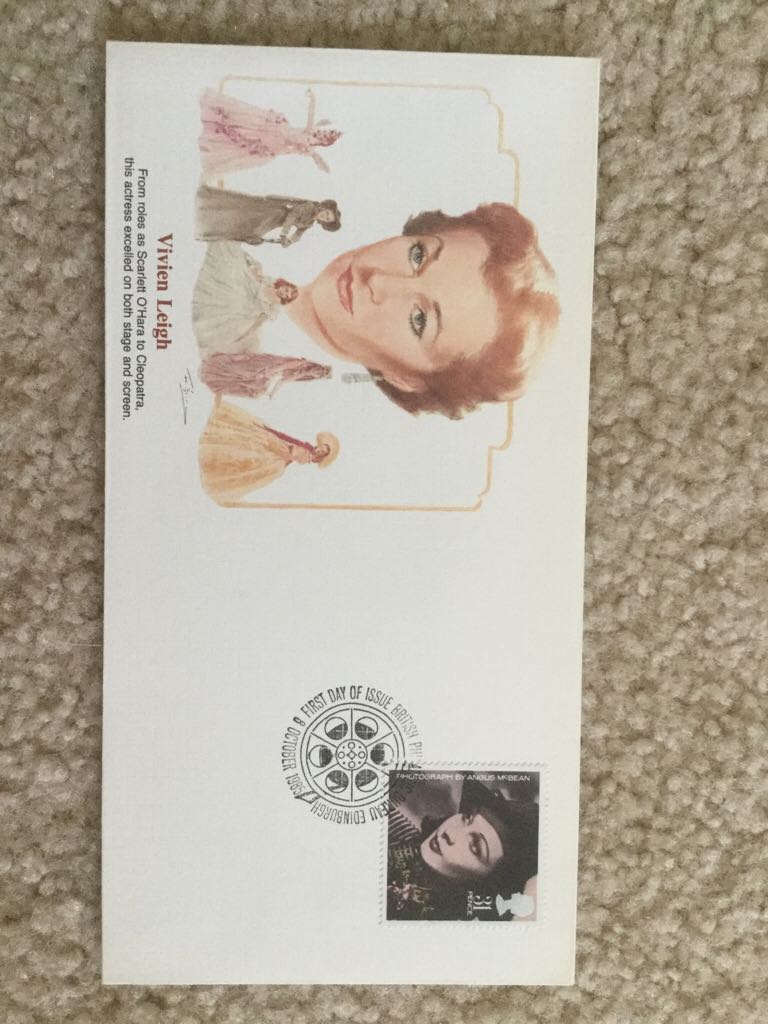 Vivien Leigh
From roles as Scarlett O'Hara to Cleopatra,
this actress excelled on both stage and screen.
8 OCTOBER 1985 FIRST DAY OF ISSUE BRITISH EDINBURGH
PHOTOGRAPH BY ANGUS McBEAN
31
PENCE